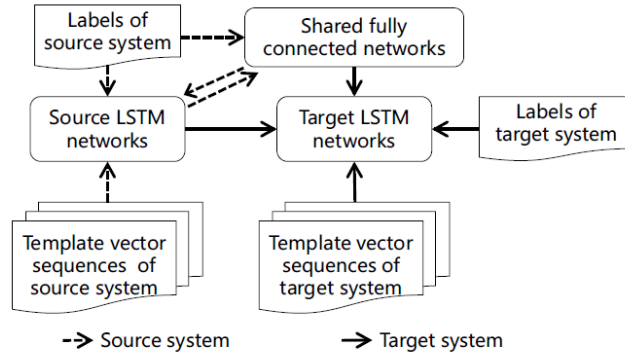 Labels of
source system
Shared fully
connected networks
Source LSTM
networks
Target LSTM
networks
Labels of
target system
Template vector
sequences of
source system
Template vector
sequences of
target system
Source system
Target system